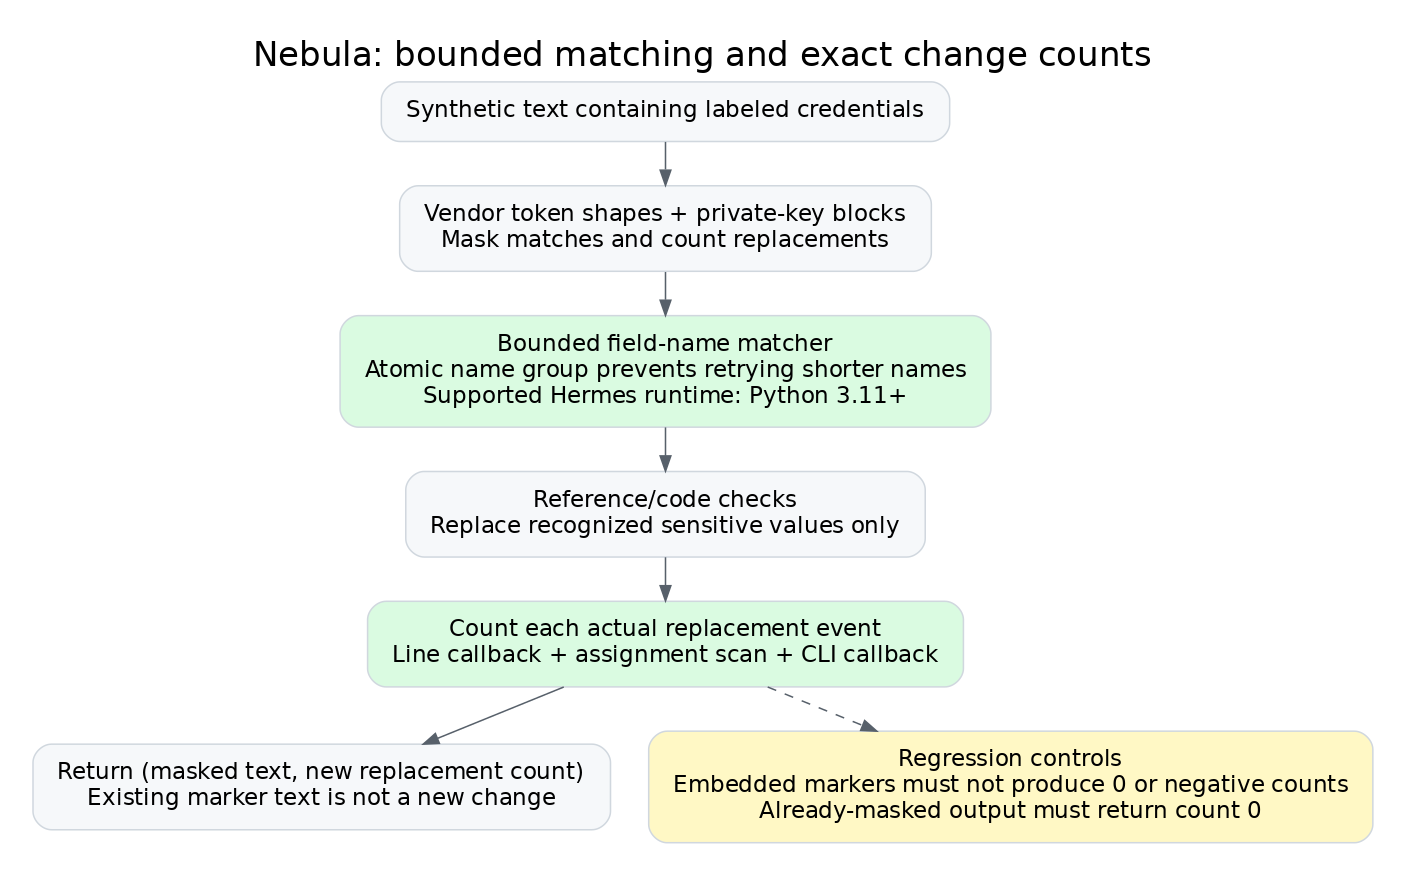 Nebula: bounded matching and exact change counts
Synthetic text containing labeled credentials
Vendor token shapes + private-key blocks
Mask matches and count replacements
Bounded field-name matcher
Atomic name group prevents retrying shorter names
Supported Hermes runtime: Python 3.11+
Reference/code checks
Replace recognized sensitive values only
Count each actual replacement event
Line callback + assignment scan + CLI callback
Return (masked text, new replacement count)
Existing marker text is not a new change
Regression controls
Embedded markers must not produce 0 or negative counts
Already-masked output must return count 0